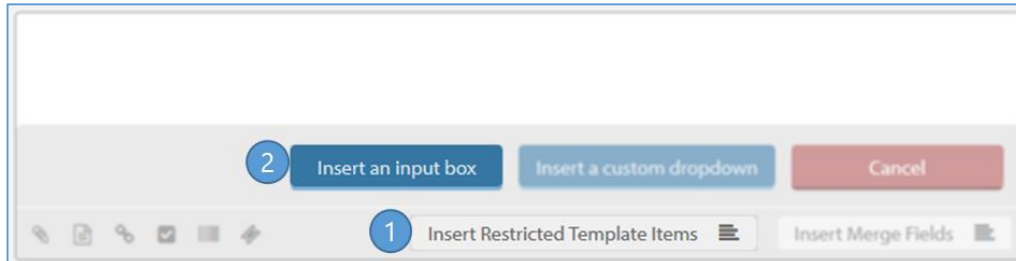 2 Insert an input box Insert a custom dropdown Cancel
1 Insert Restricted Template Items Insert Merge Fields